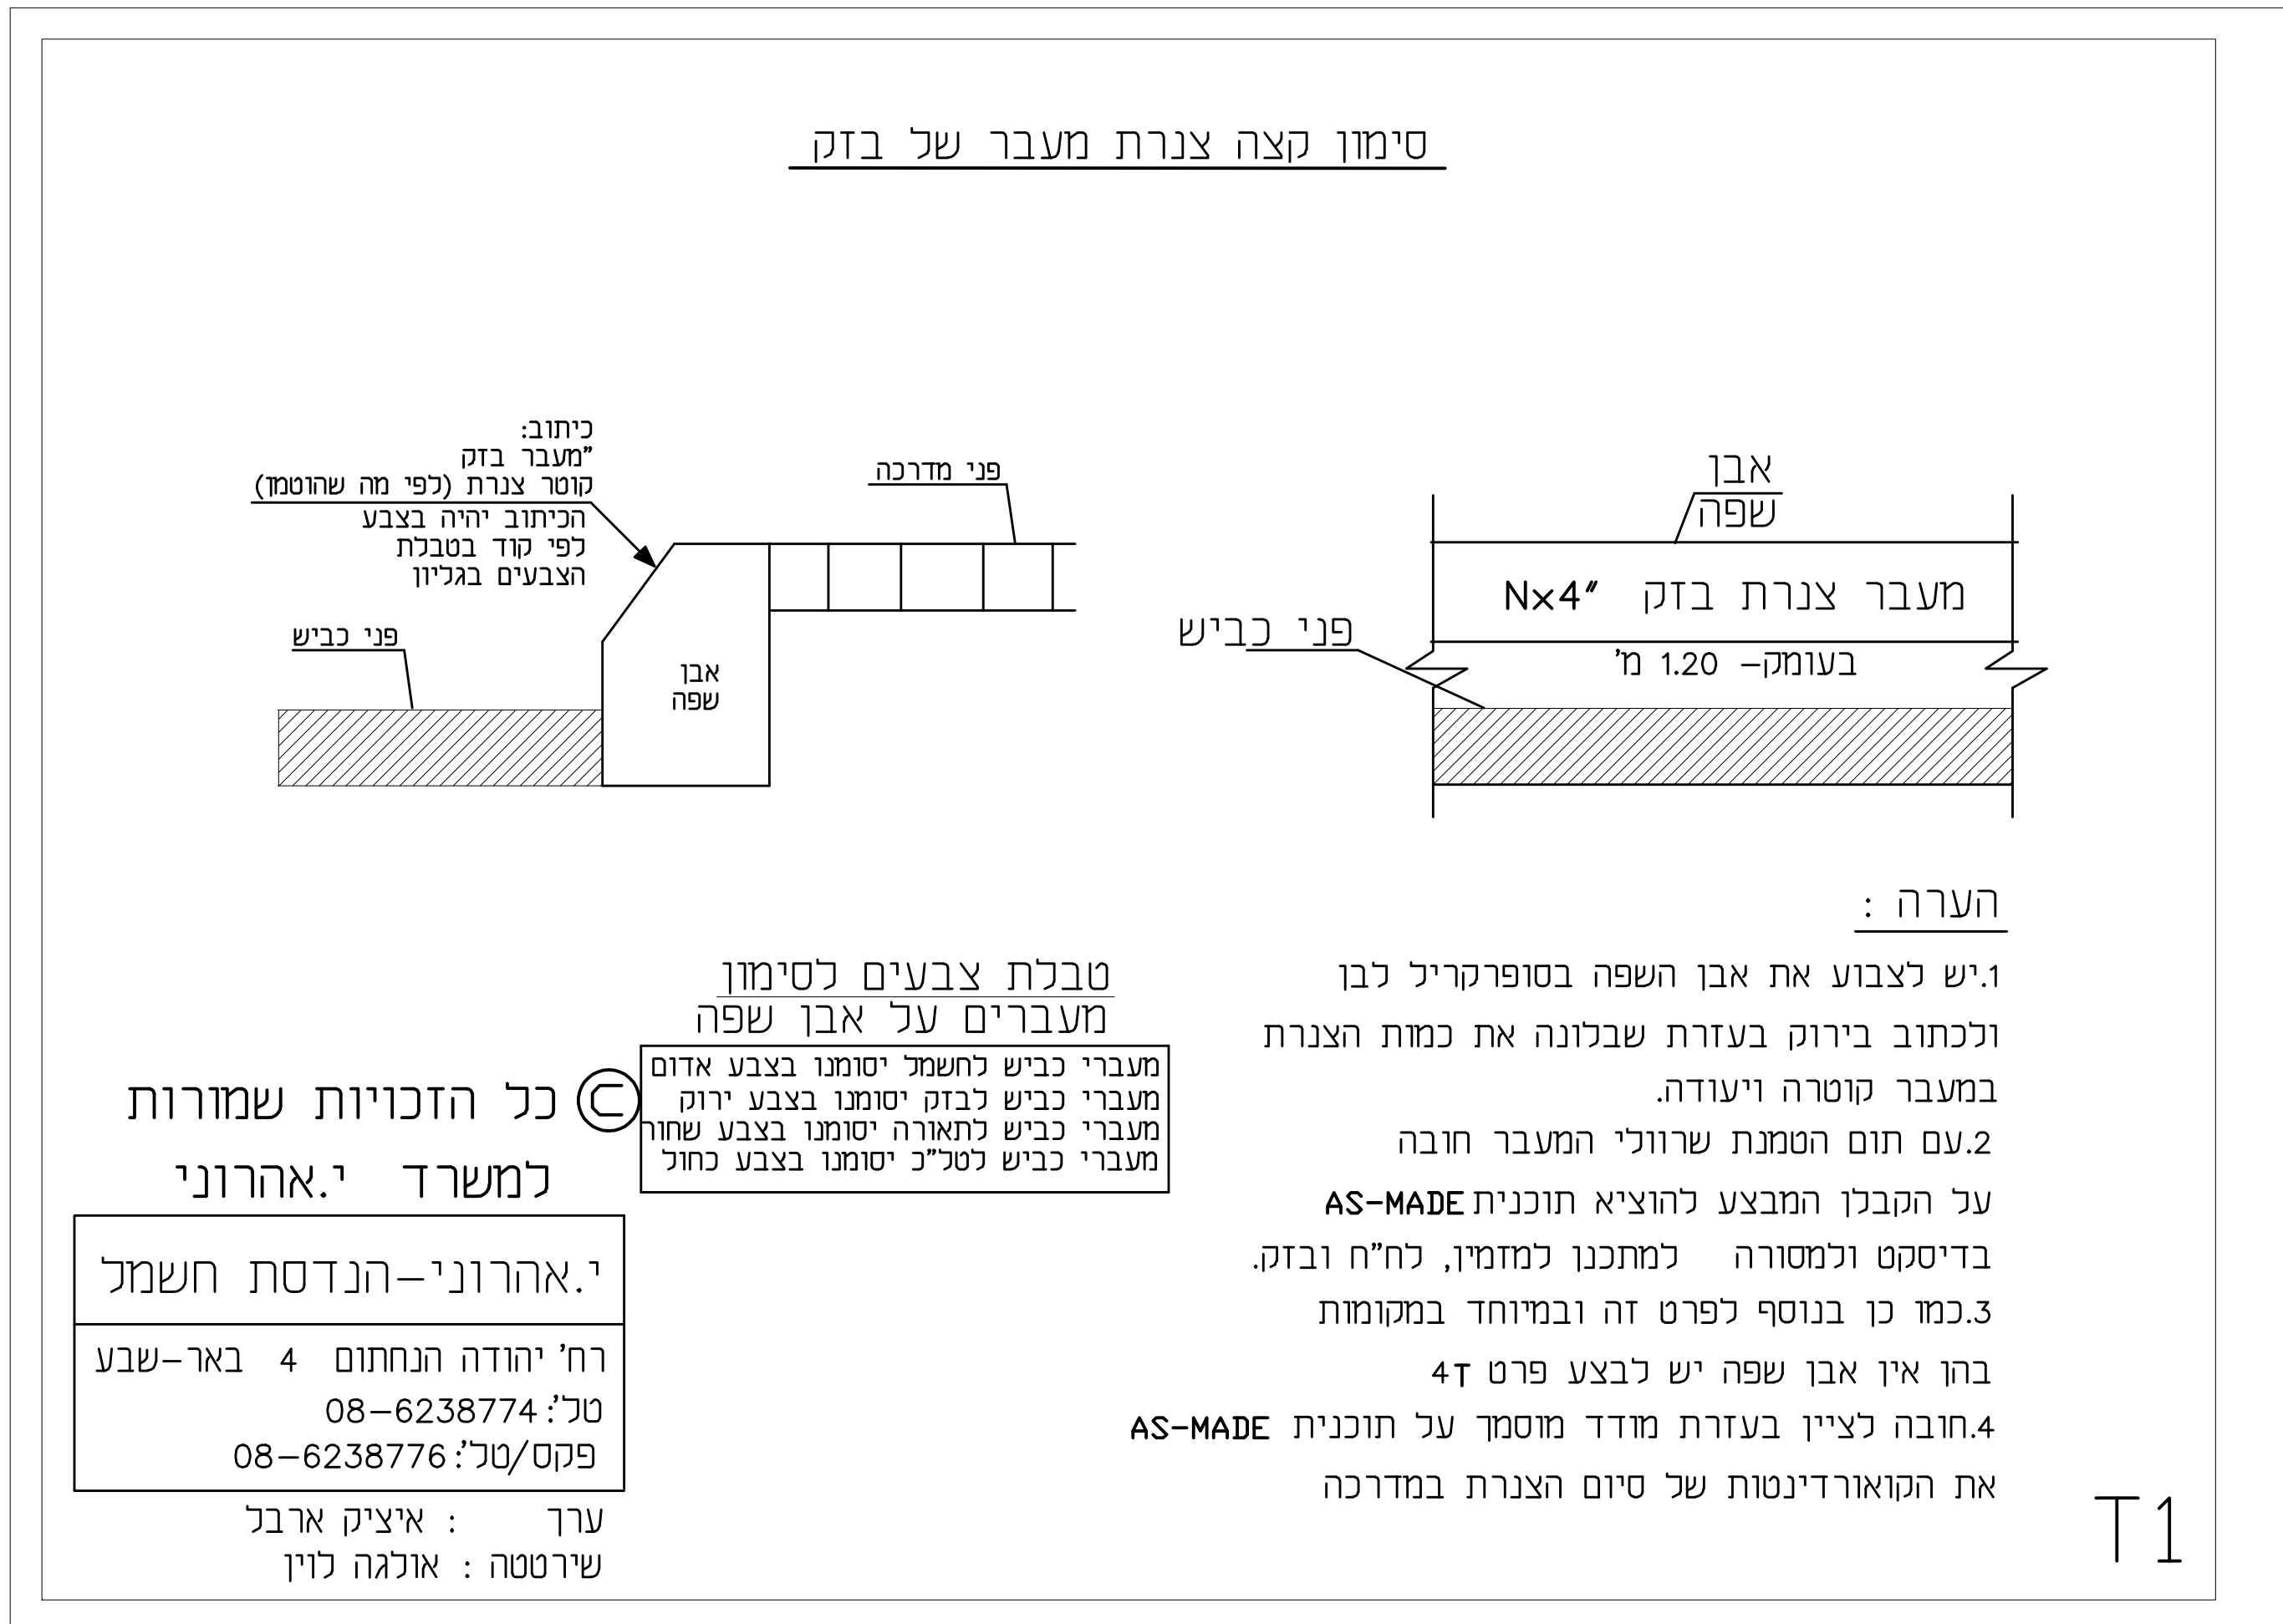 סימון קצה צנרת מעבר של בזק
כיתוב:
"מעבר בזק
קוטר צנרת (לפי מה שהוטמן)
הכיתוב יהיה בצבע
לפי קוד בטבלת
הצבעים בגליון
פני מדרכה
פני כביש
אבן
שפה
אבן
שפה
מעבר צנרת בזק "Nx4
בעומק- 1.20 מ'
פני כביש
הערה :
1.יש לצבוע את אבן השפה בסופרקריל לבן
ולכתוב בירוק בעזרת שבלונה את כמות הצנרת
במעבר קוטרה ויעודה.
2.עם תום הטמנת שרוולי המעבר חובה
על הקבלן המבצע להוציא תוכנית AS-MADE
בדיסקט ולמסורה למתכנן למזמין, לח"ח ובזק.
3.כמו כן בנוסף לפרט זה ובמיוחד במקומות
בהן אין אבן שפה יש לבצע פרט T4
4.חובה לציין בעזרת מודד מוסמך על תוכנית AS-MADE
את הקואורדינטות של סיום הצנרת במדרכה
טבלת צבעים לסימון
מעברים על אבן שפה
מעברי כביש לחשמל יסומנו בצבע אדום
מעברי כביש לבזק יסומנו בצבע ירוק
מעברי כביש לתאורה יסומנו בצבע שחור
מעברי כביש לטל"כ יסומנו בצבע כחול
© כל הזכויות שמורות
למשרד י.אהרוני
י.אהרוני-הנדסת חשמל
רח' יהודה הנחתום 4 באר-שבע
טל': 08-6238774
פקס/טל': 08-6238776
ערך : איציק ארבל
שירטטה : אולגה לוין
T1